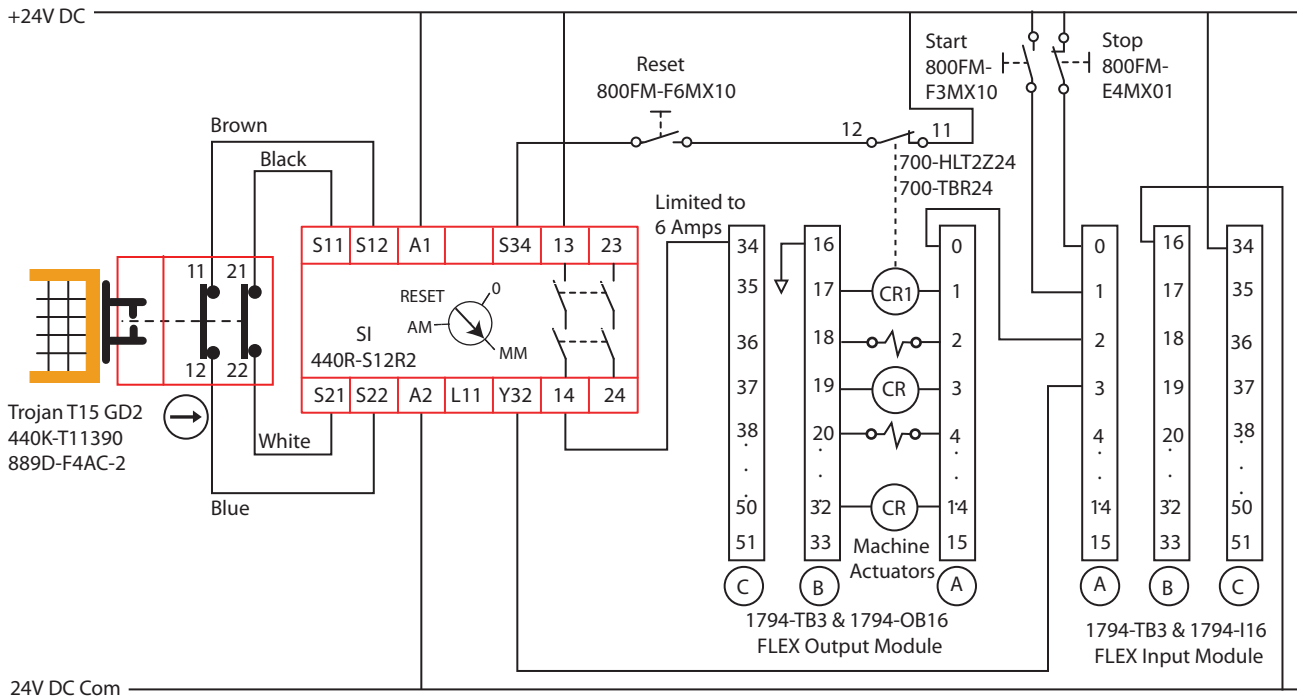 +24V DC
Start
800FM-
F3MX10
Stop
800FM-
E4MX01
Reset
800FM-F6MX10
Brown
Black
12
11
700-HLT2Z24
700-TBR24
Limited to
6 Amps
S11 S12 A1 S34 13 23
11 21
12 22
RESET
0
AM
MM
SI
440R-S12R2
S21 S22 A2 L11 Y32 14 24
Trojan T15 GD2
440K-T11390
889D-F4AC-2
White
Blue
34
35
36
37
38
.
.
50
51
C
16
17
18
19
20
.
.
32
33
B
CR1
CR
CR
Machine
Actuators
0
1
2
3
4
.
.
14
15
A
1794-TB3 & 1794-OB16
FLEX Output Module
0
1
2
3
4
.
.
14
15
A
16
17
18
19
20
.
.
32
33
B
34
35
36
37
38
.
.
50
51
C
1794-TB3 & 1794-I16
FLEX Input Module
24V DC Com